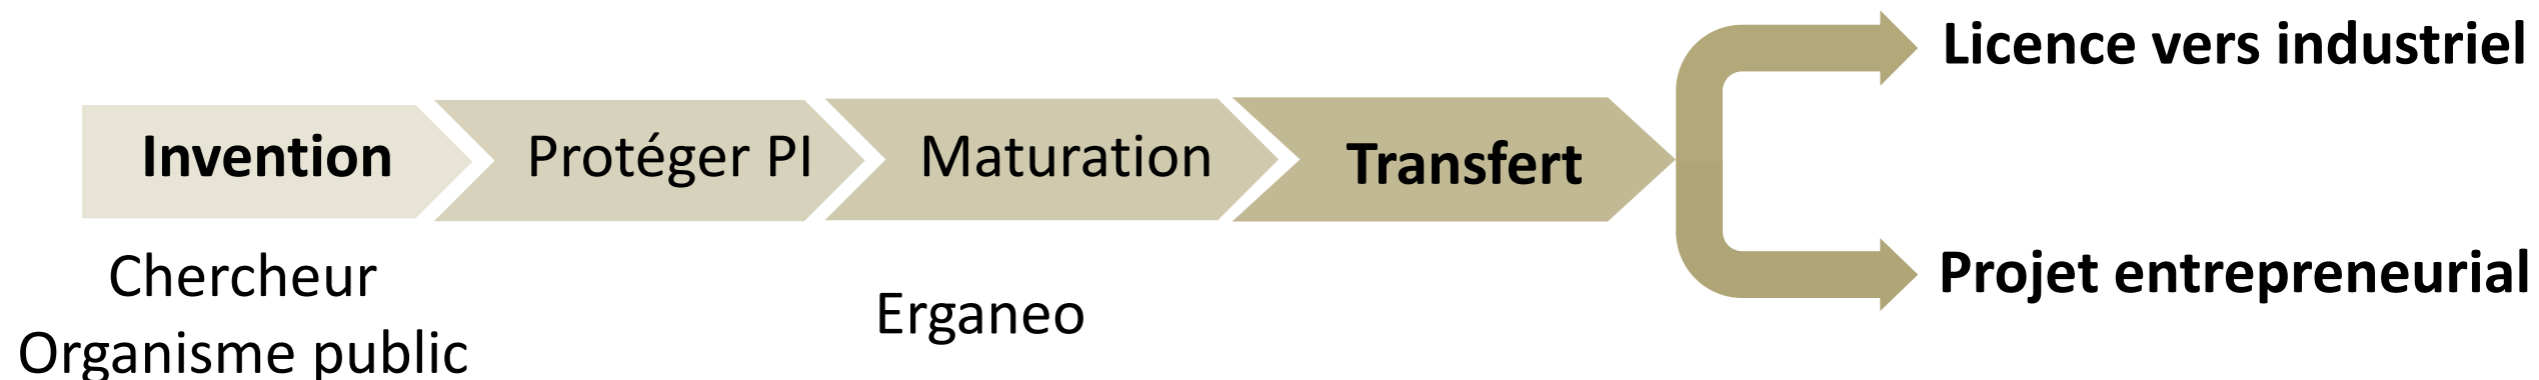 Licence vers industriel
Invention
Protéger PI
Maturation
Transfert
Chercheur
Organisme public
Erganeo
Projet entrepreneurial